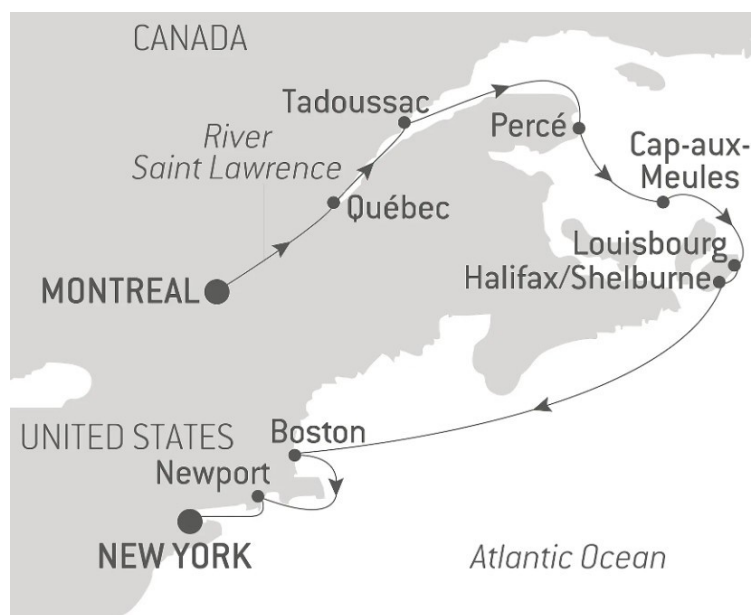 CANADA
Tadoussac
River
Saint Lawrence
Percé
Cap-aux-
Meules
Québec
Louisbourg
MONTREAL
Halifax/Shelburne
UNITED STATES
Boston
Newport
NEW YORK
Atlantic Ocean